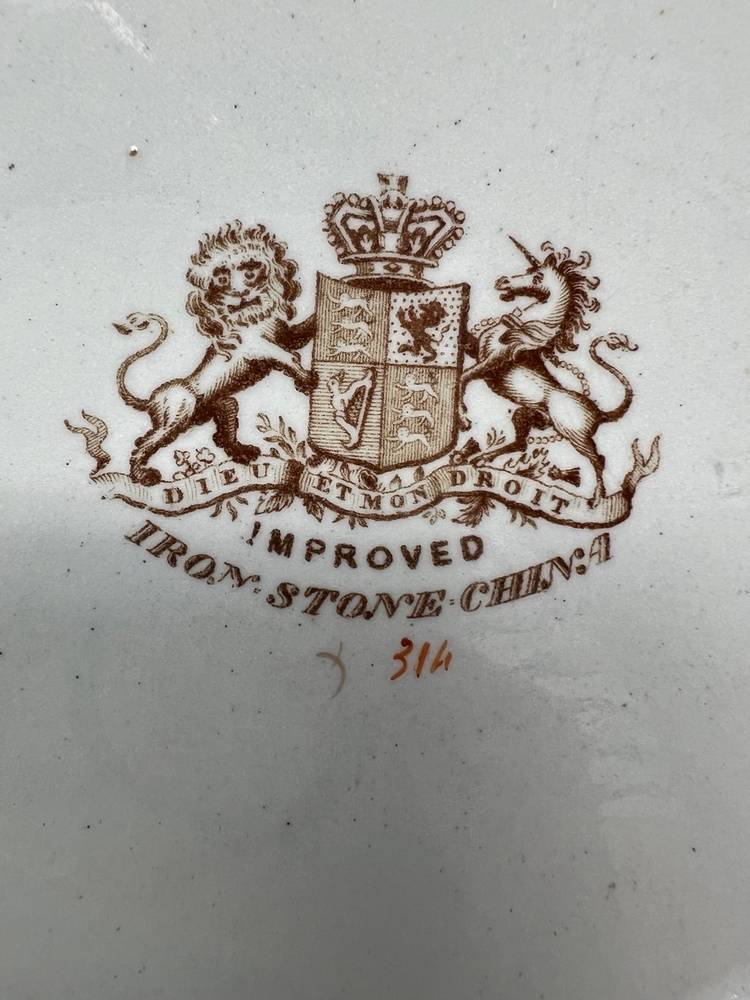 DIEU ET MON DROIT
IMPROVED
IRON·STONE·CHINA
314